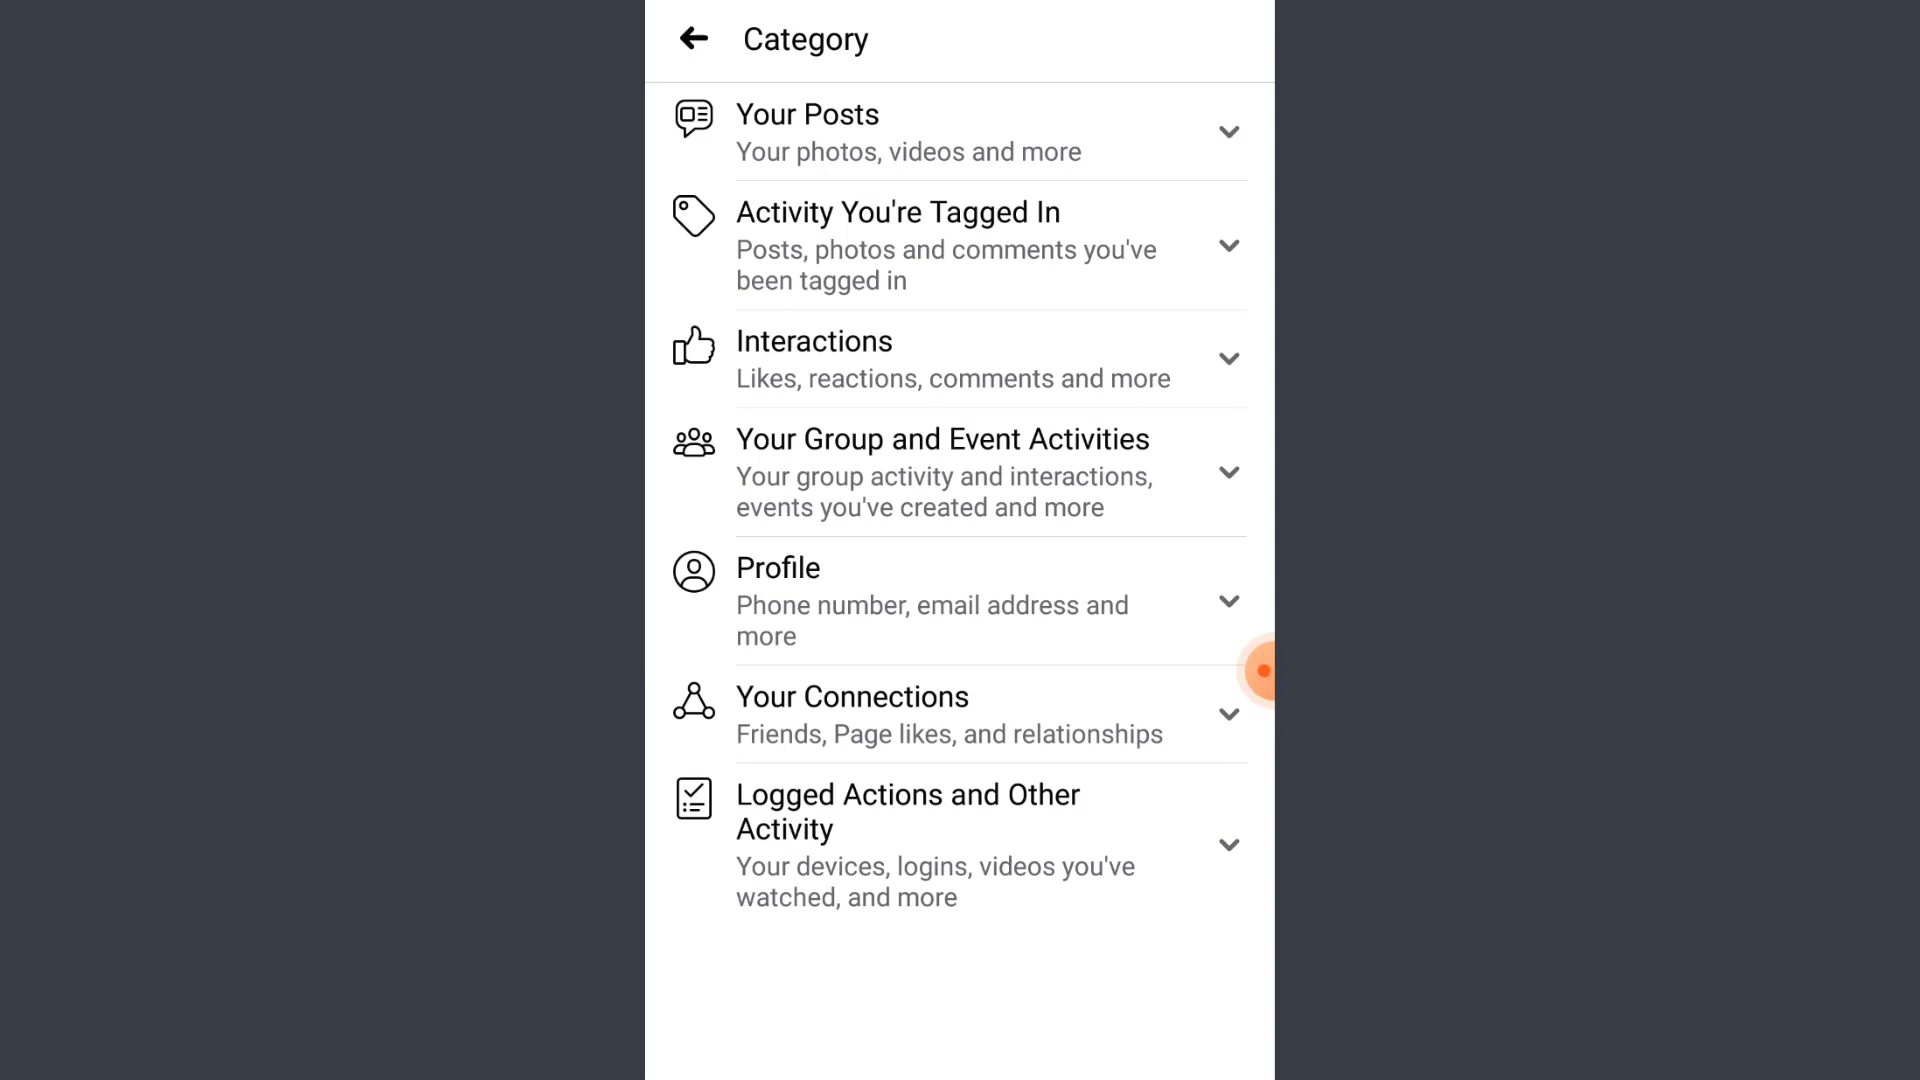 Category
Your Posts
Your photos, videos and more
Activity You're Tagged In
Posts, photos and comments you've
been tagged in
Interactions
Likes, reactions, comments and more
Your Group and Event Activities
Your group activity and interactions,
events you've created and more
Profile
Phone number, email address and
more
Your Connections
Friends, Page likes, and relationships
Logged Actions and Other
Activity
Your devices, logins, videos you've
watched, and more